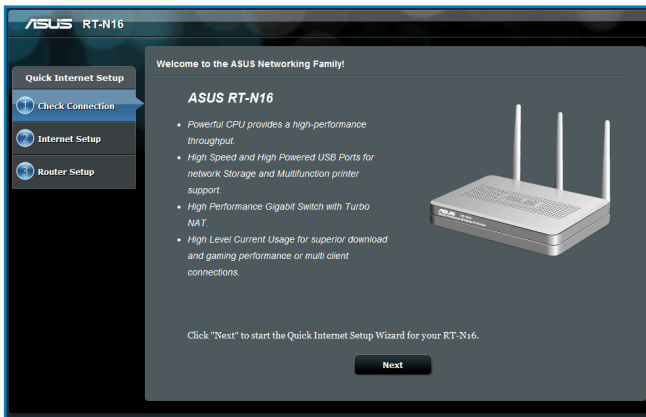 ASUS RT-N16
Quick Internet Setup
1 Check Connection
2 Internet Setup
3 Router Setup
Welcome to the ASUS Networking Family!
ASUS RT-N16
• Powerful CPU provides a high-performance
throughput.
• High Speed and High Powered USB Ports for
network Storage and Multifunction printer
support.
• High Performance Gigabit Switch with Turbo
NAT.
• High Level Current Usage for superior download
and gaming performance or multi client
connections.
ASUS
Click "Next" to start the Quick Internet Setup Wizard for your RT-N16.
Next